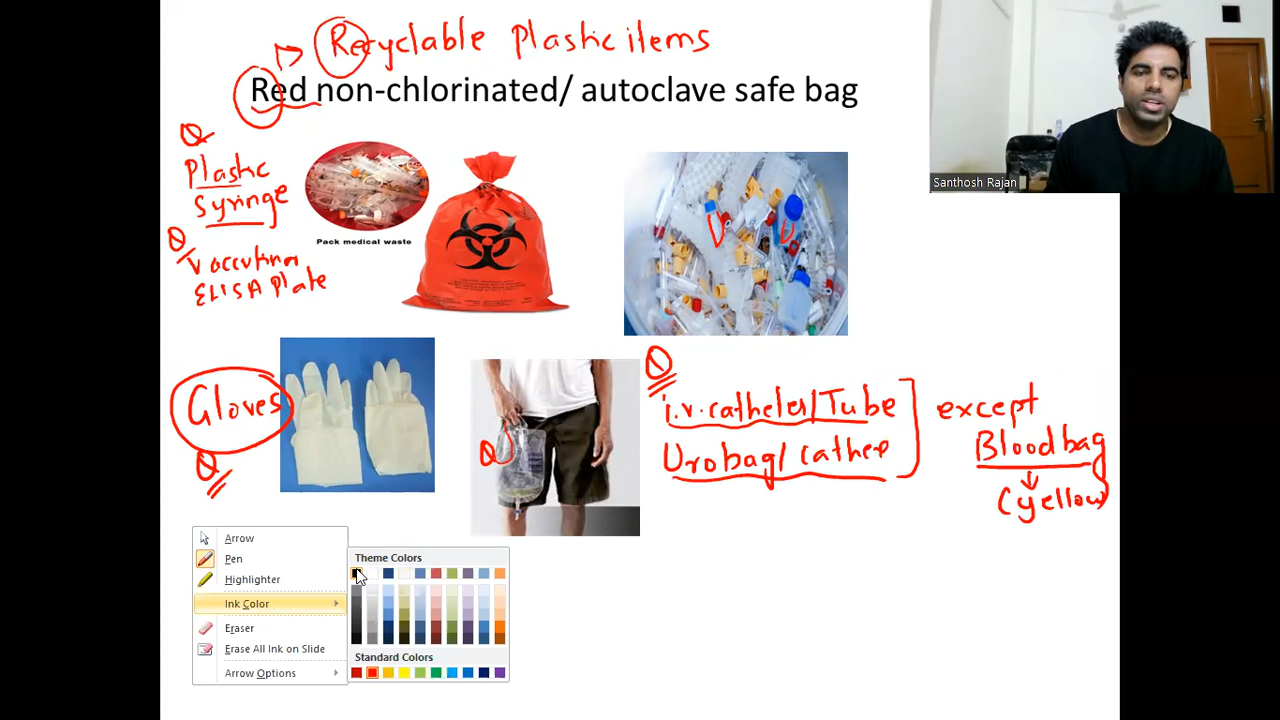 Recyclable Plastic items
Red non-chlorinated/ autoclave safe bag
Q
Plastic
Syringe
Pack medical waste
Q
Vaccutiner
ELISA Plate
Santhosh Rajan
Gloves
Q
Q
Q
i.v. catheter/Tube
Urobag/ cathee
except
Blood bag
(yellow)
Arrow
Pen
Highlighter
Ink Color
Eraser
Erase All Ink on Slide
Arrow Options
Theme Colors
Standard Colors